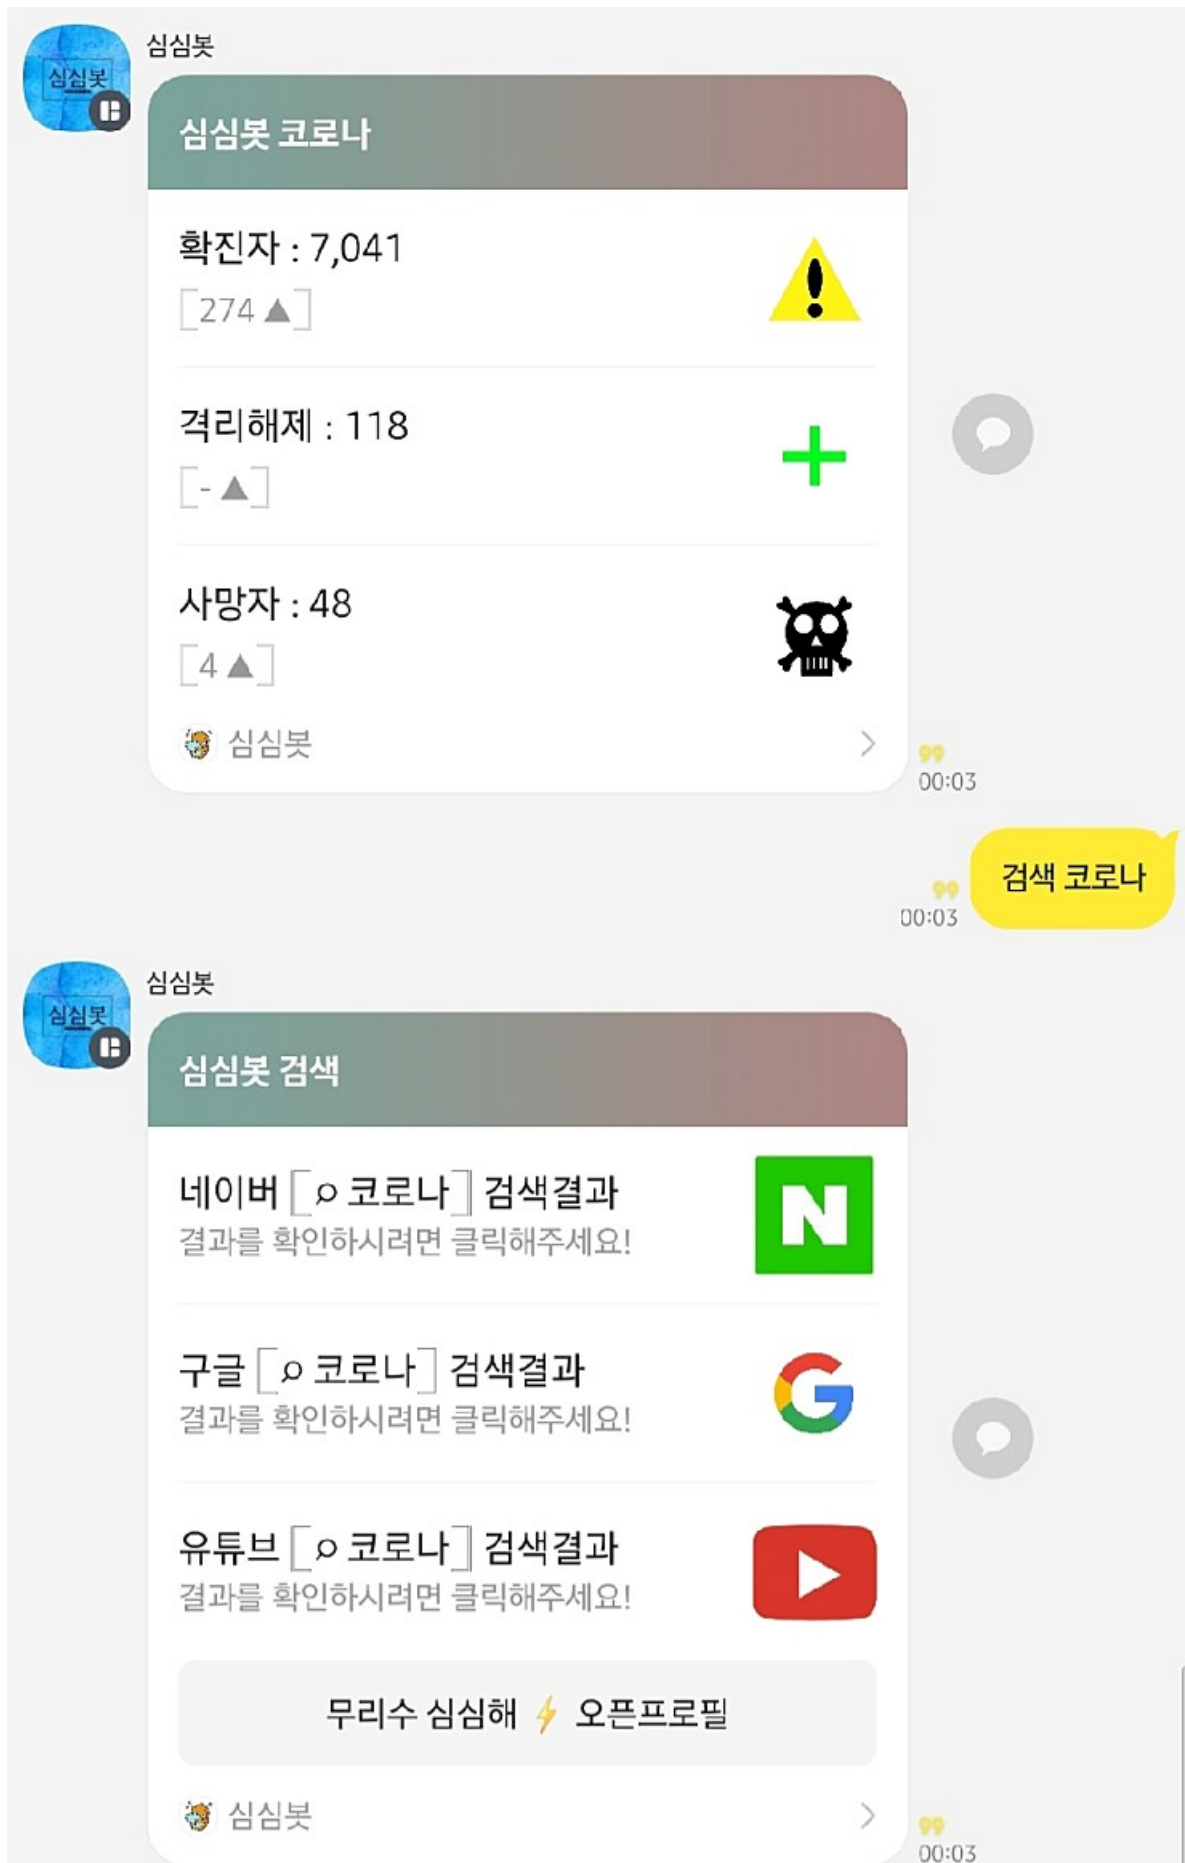 심심봇
심심봇
심심봇 코로나
확진자 : 7,041
[274 ▲]
격리해제 : 118
[- ▲]
사망자 : 48
[4 ▲]
심심봇
99
00:03
검색 코로나
99
00:03
심심봇
심심봇
심심봇 검색
네이버 [⌕ 코로나] 검색결과
결과를 확인하시려면 클릭해주세요!
N
구글 [⌕ 코로나] 검색결과
결과를 확인하시려면 클릭해주세요!
G
유튜브 [⌕ 코로나] 검색결과
결과를 확인하시려면 클릭해주세요!
무리수 심심해 ⚡ 오픈프로필
심심봇
99
00:03